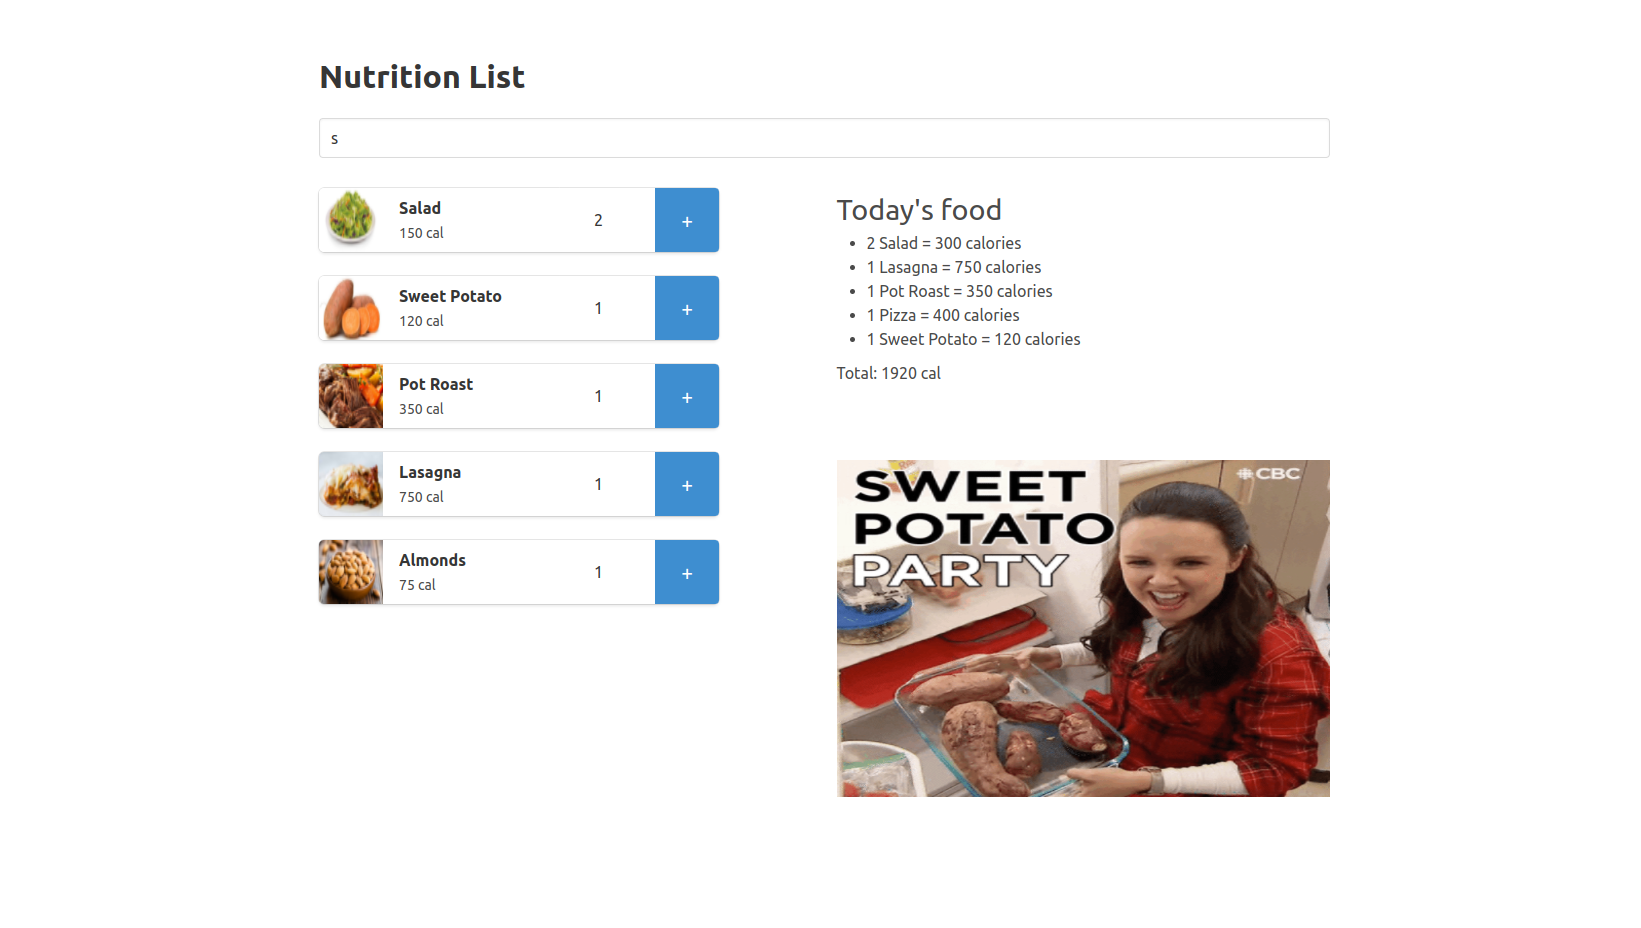 Nutrition List
s
Salad
150 cal
2
+
Sweet Potato
120 cal
1
+
Pot Roast
350 cal
1
+
Lasagna
750 cal
1
+
Almonds
75 cal
1
+
Today's food
2 Salad = 300 calories
1 Lasagna = 750 calories
1 Pot Roast = 350 calories
1 Pizza = 400 calories
1 Sweet Potato = 120 calories
Total: 1920 cal
CBC
SWEET
POTATO
PARTY